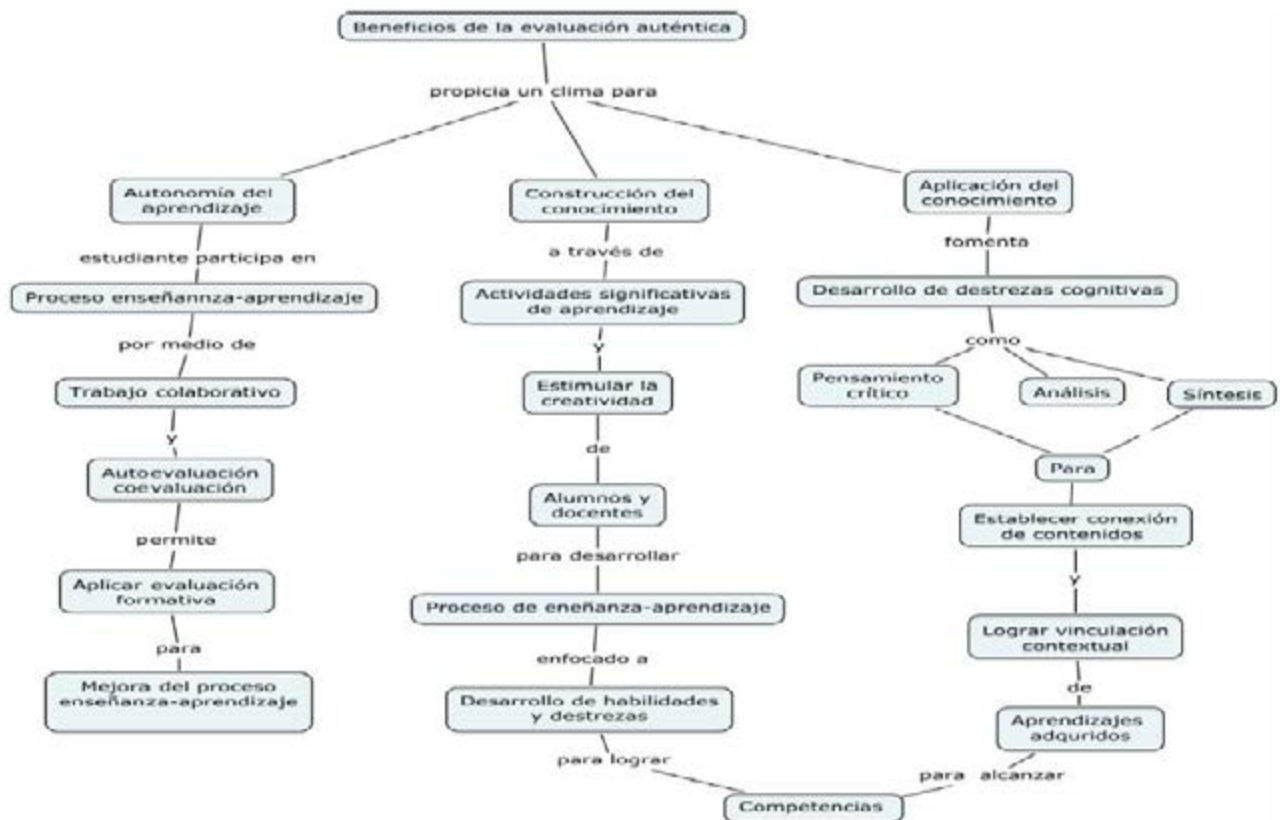 Beneficios de la evaluación auténtica
propicia un clima para
Autonomía del
aprendizaje
estudiante participa en
Proceso enseñannza-aprendizaje
por medio de
Trabajo colaborativo
y
Autoevaluación
coevaluación
permite
Aplicar evaluación
formativa
para
Mejora del proceso
enseñanza-aprendizaje
Construcción del
conocimiento
a través de
Actividades significativas
de aprendizaje
y
Estimular la
creatividad
de
Alumnos y
docentes
para desarrollar
Proceso de eneñanza-aprendizaje
enfocado a
Desarrollo de habilidades
y destrezas
para lograr
Aplicación del
conocimiento
fomenta
Desarrollo de destrezas cognitivas
como
Pensamiento
crítico
Análisis
Síntesis
Para
Establecer conexión
de contenidos
y
Lograr vinculación
contextual
de
Aprendizajes
adquridos
para alcanzar
Competencias